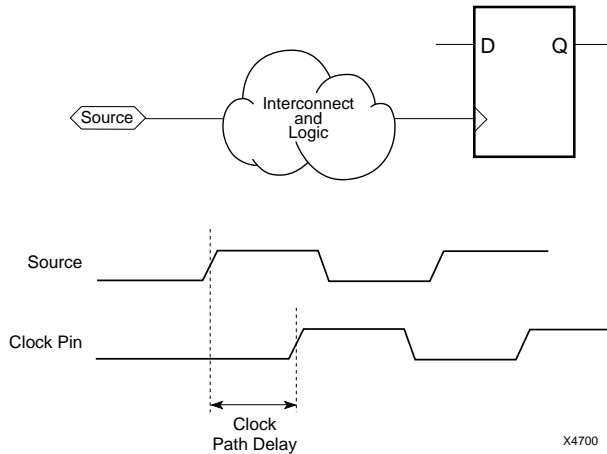 D Q
Interconnect
and
Logic
Source
Source
Clock Pin
Clock
Path Delay
X4700